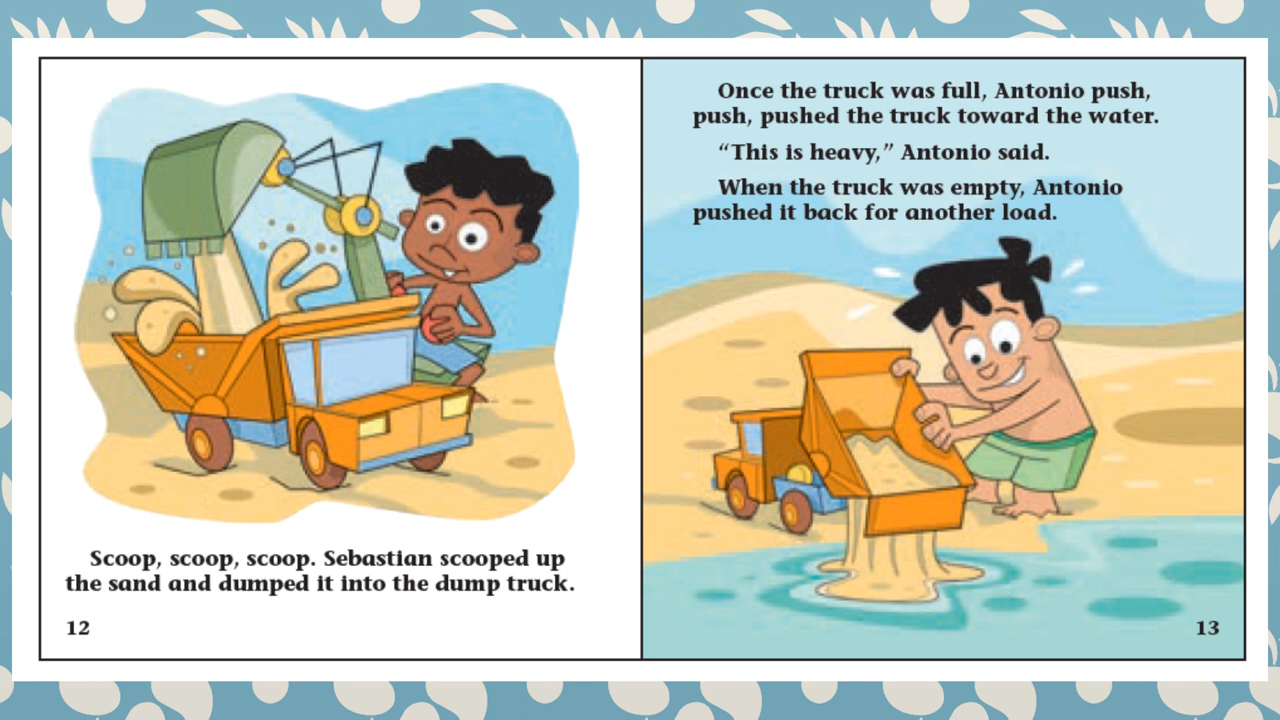 Scoop, scoop, scoop. Sebastian scooped up
the sand and dumped it into the dump truck.
12
Once the truck was full, Antonio push,
push, pushed the truck toward the water.
“This is heavy,” Antonio said.
When the truck was empty, Antonio
pushed it back for another load.
13